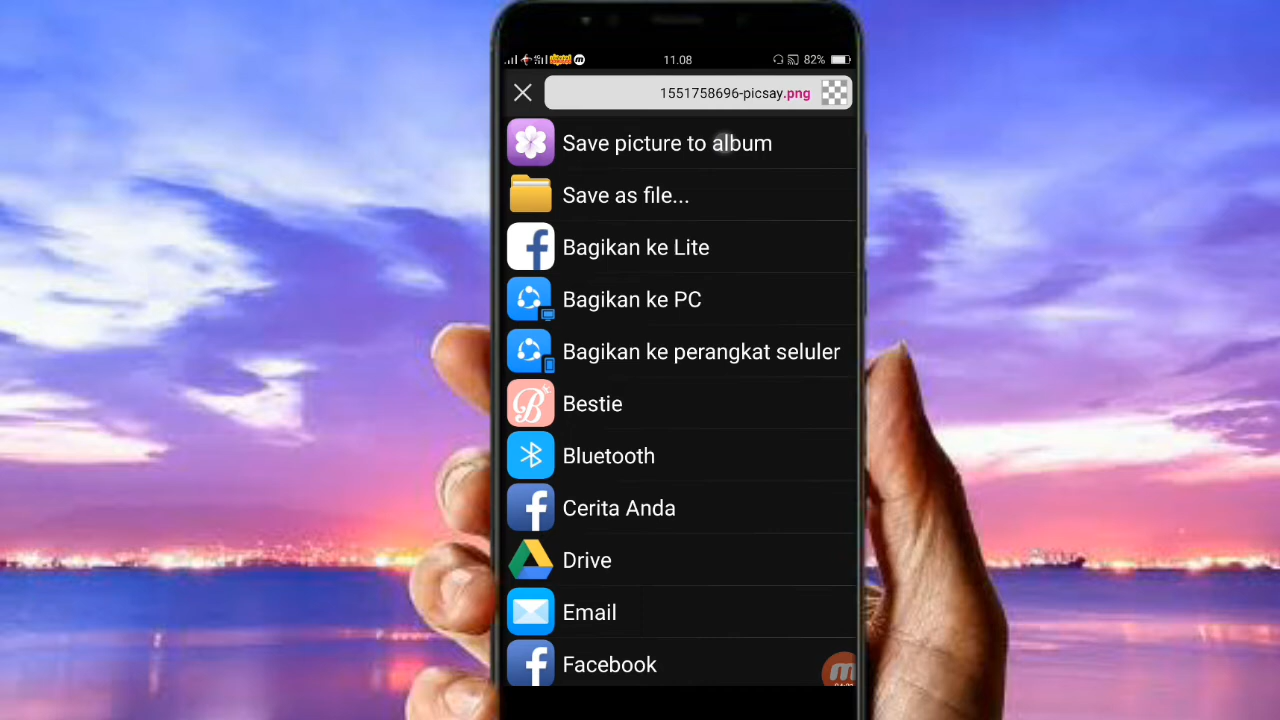 11.08
82%
1551758696-picsay.png
Save picture to album
Save as file...
Bagikan ke Lite
Bagikan ke PC
Bagikan ke perangkat seluler
Bestie
Bluetooth
Cerita Anda
Drive
Email
Facebook